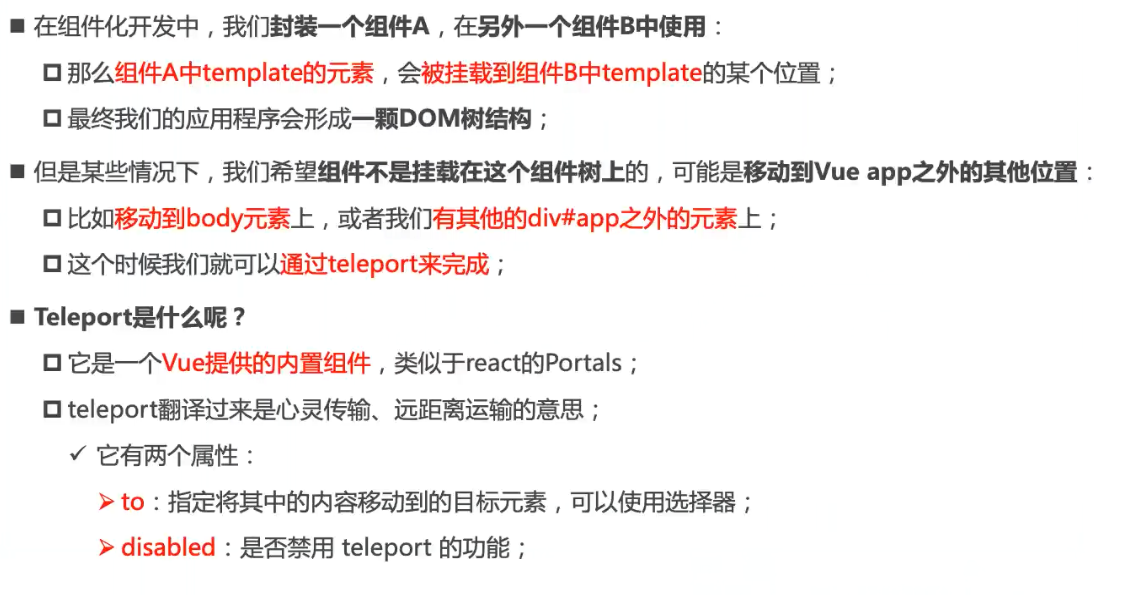 ■ 在组件化开发中，我们封装一个组件A，在另外一个组件B中使用：
口 那么组件A中template的元素，会被挂载到组件B中template的某个位置；
口 最终我们的应用程序会形成一颗DOM树结构；
■ 但是某些情况下，我们希望组件不是挂载在这个组件树上的，可能是移动到Vue app之外的其他位置：
口 比如移动到body元素上，或者我们有其他的div#app之外的元素上；
口 这个时候我们就可以通过teleport来完成；
■ Teleport是什么呢？
口 它是一个Vue提供的内置组件，类似于react的Portals；
口 teleport翻译过来是心灵传输、远距离运输的意思；
✓ 它有两个属性：
➢ to：指定将其中的内容移动到的目标元素，可以使用选择器；
➢ disabled：是否禁用 teleport 的功能；